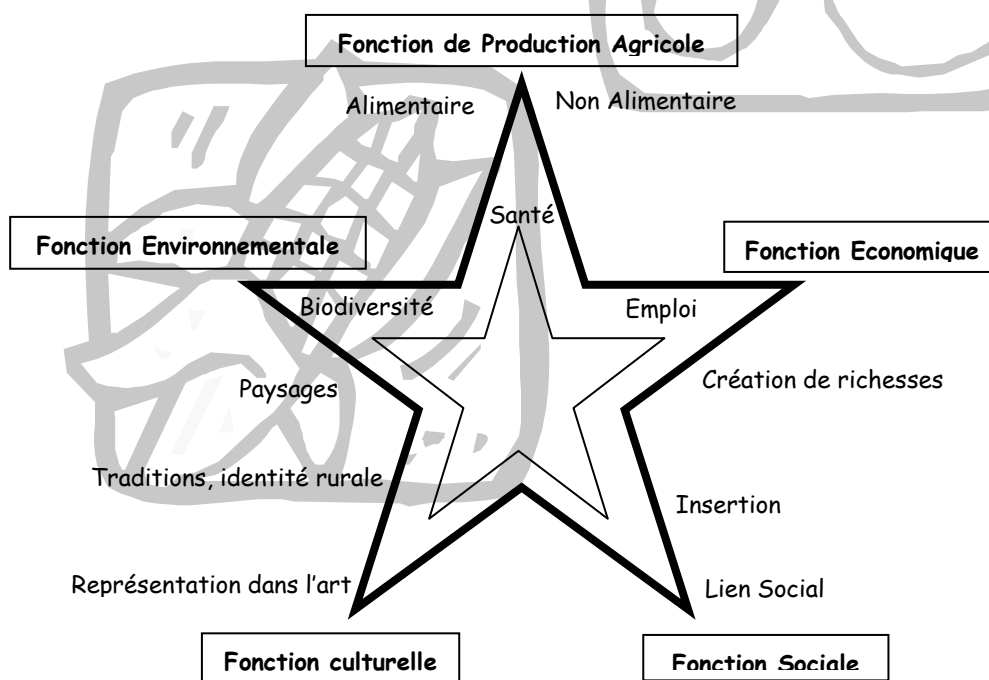 Fonction de Production Agricole
Alimentaire
Non Alimentaire
Santé
Fonction Environnementale
Fonction Economique
Biodiversité
Emploi
Paysages
Création de richesses
Traditions, identité rurale
Insertion
Représentation dans l'art
Lien Social
Fonction culturelle
Fonction Sociale